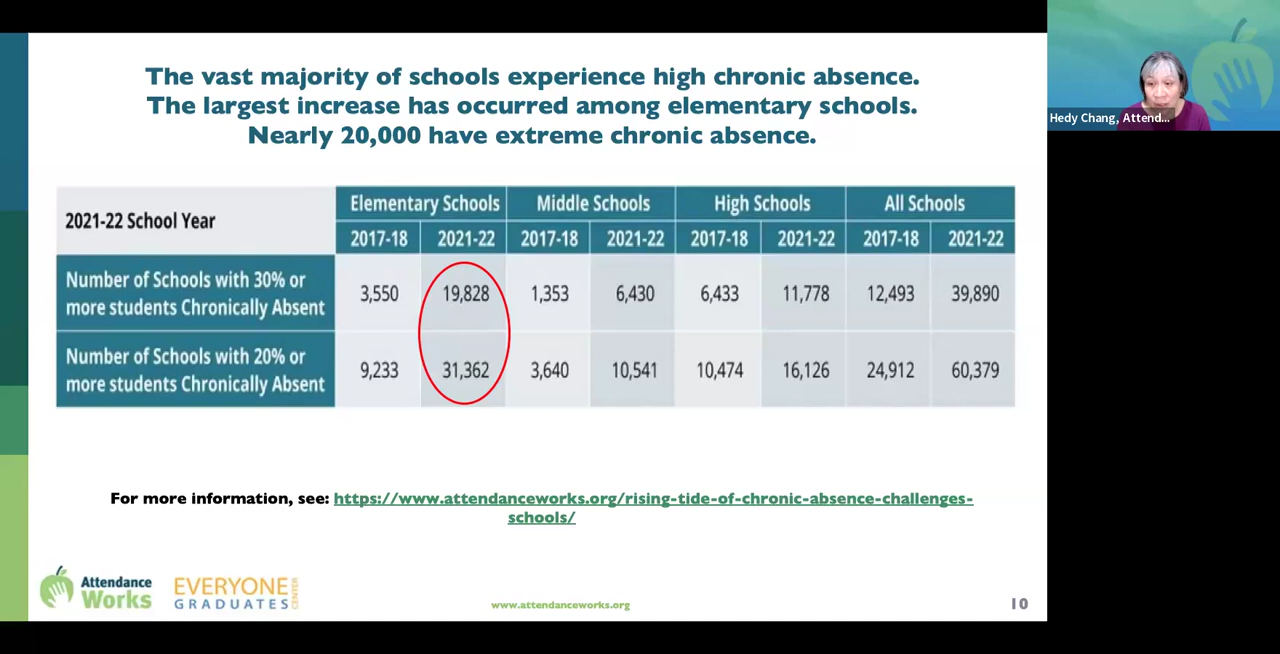 The vast majority of schools experience high chronic absence.
The largest increase has occurred among elementary schools.
Nearly 20,000 have extreme chronic absence.
Hedy Chang, Attend...
2021-22 School Year
Elementary Schools Middle Schools High Schools All Schools
2017-18 2021-22 2017-18 2021-22 2017-18 2021-22 2017-18 2021-22
Number of Schools with 30% or
more students Chronically Absent
3,550 19,828 1,353 6,430 6,433 11,778 12,493 39,890
Number of Schools with 20% or
more students Chronically Absent
9,233 31,362 3,640 10,541 10,474 16,126 24,912 60,379
For more information, see: https://www.attendanceworks.org/rising-tide-of-chronic-absence-challenges-
schools/
Attendance
Works
EVERYONE
GRADUATES
CENTER
www.attendanceworks.org
10